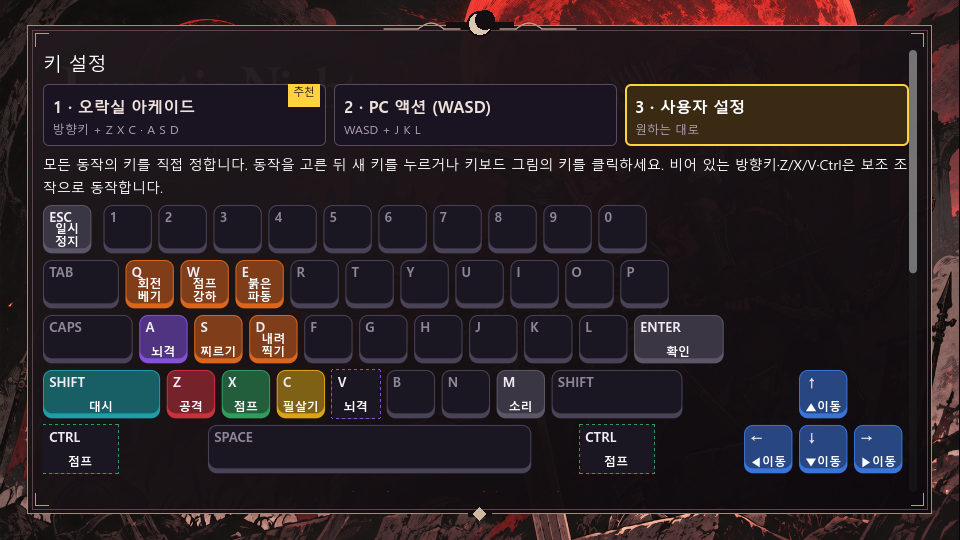 키 설정
추천
1 · 오락실 아케이드
방향키 + Z X C · A S D
2 · PC 액션 (WASD)
WASD + J K L
3 · 사용자 설정
원하는 대로
모든 동작의 키를 직접 정합니다. 동작을 고른 뒤 새 키를 누르거나 키보드 그림의 키를 클릭하세요. 비어 있는 방향키·Z/X/V·Ctrl은 보조 조
작으로 동작합니다.
ESC 1 2 3 4 5 6 7 8 9 0
일시
정지
TAB Q W E R T Y U I O P
회전 점프 붉은
베기 강하 파동
CAPS A S D F G H J K L ENTER
뇌격 찌르기 내려
찍기 확인
SHIFT Z X C V B N M SHIFT ↑
대시 공격 점프 필살기 뇌격 소리 ▲이동
CTRL SPACE CTRL ← ↓ →
점프 점프 ◀이동 ▼이동 ▶이동